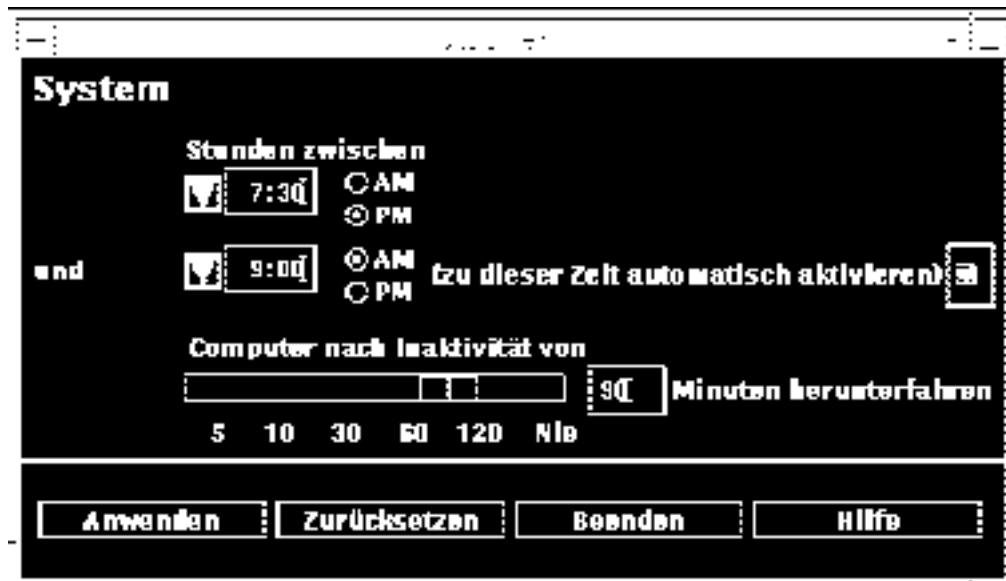 System
Stunden zwischen
7:30 AM
PM
und 9:00 AM (zu dieser Zeit automatisch aktivieren)
PM
Computer nach Inaktivität von
90 Minuten herunterfahren
5 10 30 60 120 Nie
Anwenden Zurücksetzen Beenden Hilfe